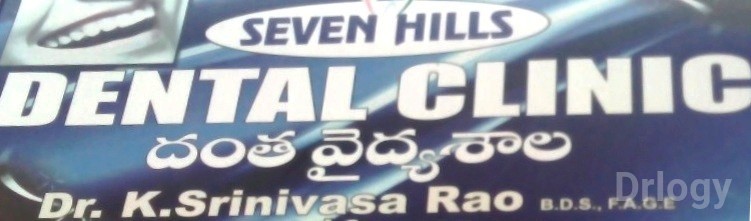 SEVEN HILLS
DENTAL CLINIC
దంత వైద్యశాల
Dr. K.Srinivasa Rao B.D.S., F.A.G.E
Drlogy